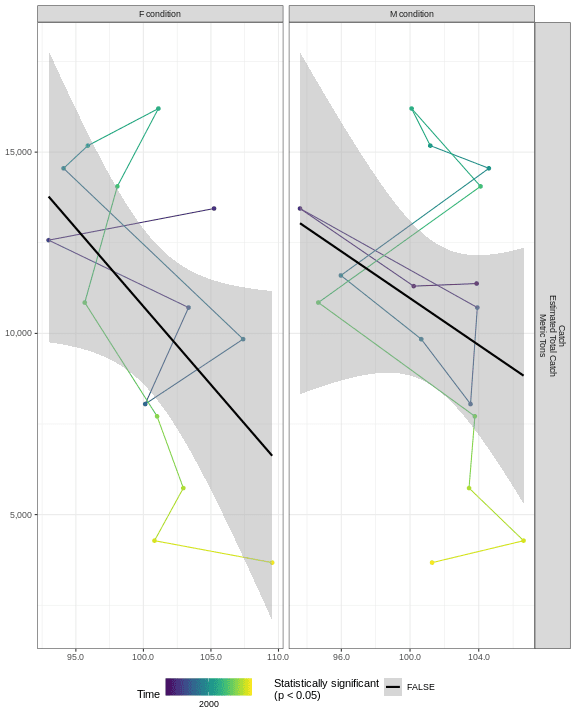 F condition
M condition
15,000
10,000
5,000
Catch
Estimated Total Catch
Metric Tons
95.0
100.0
105.0
110.0
96.0
100.0
104.0
Time
2000
Statistically significant
(p < 0.05)
FALSE